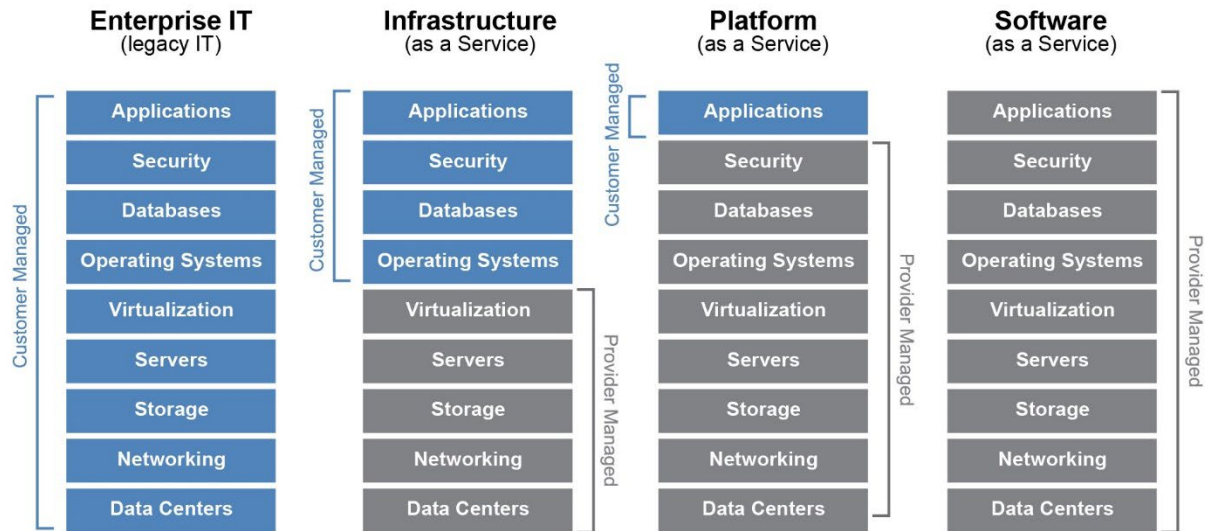 Enterprise IT
(legacy IT)
Customer Managed
Applications
Security
Databases
Operating Systems
Virtualization
Servers
Storage
Networking
Data Centers
Infrastructure
(as a Service)
Customer Managed
Applications
Security
Databases
Operating Systems
Virtualization
Servers
Storage
Networking
Data Centers
Provider Managed
Platform
(as a Service)
Customer Managed
Applications
Security
Databases
Operating Systems
Virtualization
Servers
Storage
Networking
Data Centers
Provider Managed
Software
(as a Service)
Applications
Security
Databases
Operating Systems
Virtualization
Servers
Storage
Networking
Data Centers
Provider Managed